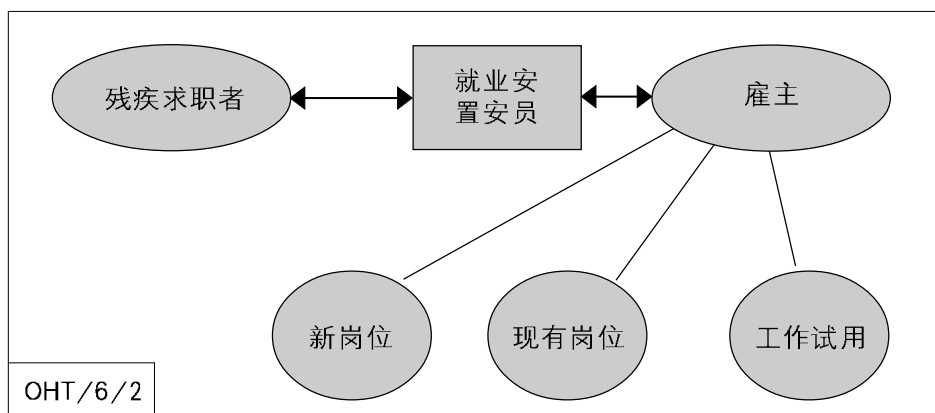 残疾求职者
就业安
置安员
雇主
新岗位
现有岗位
工作试用
OHT/6/2